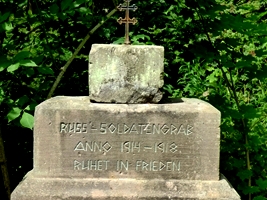 RUSS-SOLDATENGRAB
ANNO 1914-1918
RUHET IN FRIEDEN